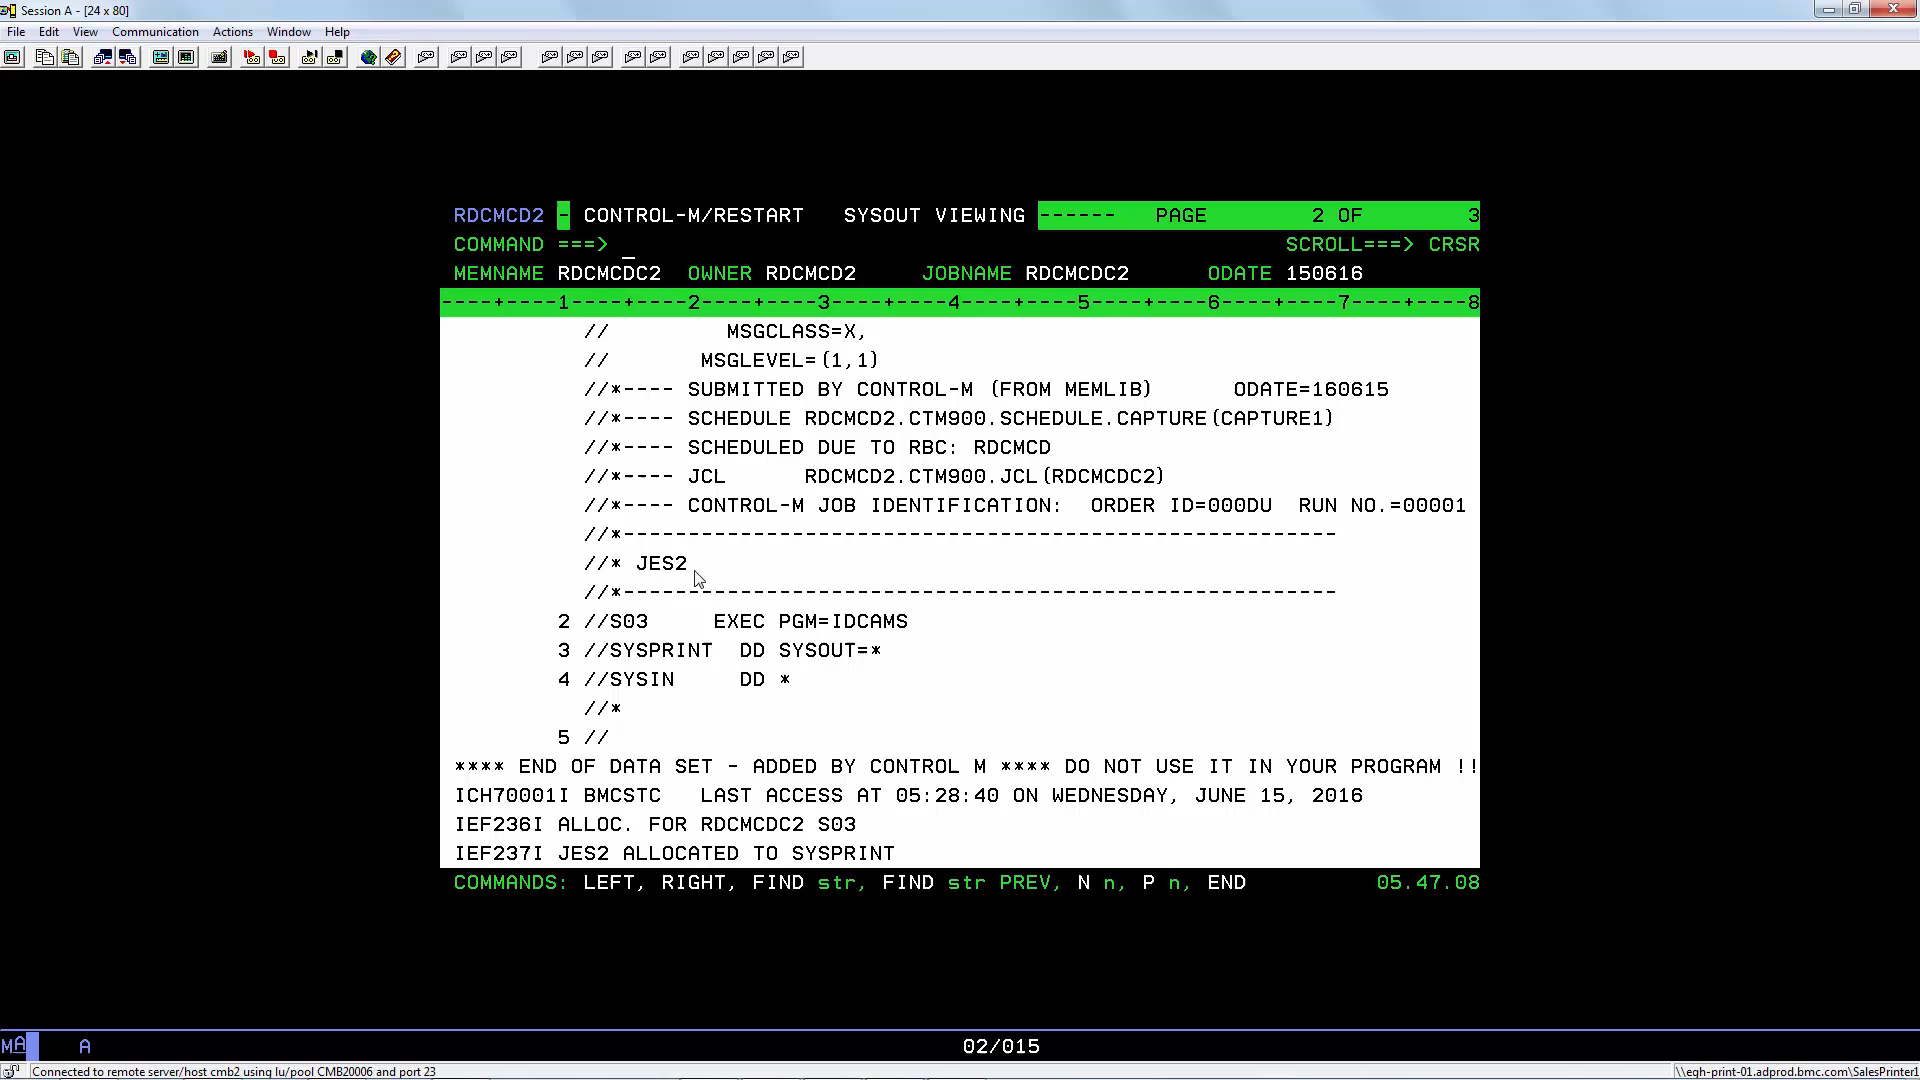 Session A - [24 x 80]
File Edit View Communication Actions Window Help
RDCMCD2 - CONTROL-M/RESTART SYSOUT VIEWING ------ PAGE 2 OF 3
COMMAND ===> _ SCROLL===> CRSR
MEMNAME RDCMCDC2 OWNER RDCMCD2 JOBNAME RDCMCDC2 ODATE 150616
----+----1----+----2----+----3----+----4----+----5----+----6----+----7----+----8
// MSGCLASS=X,
// MSGLEVEL=(1,1)
//*---- SUBMITTED BY CONTROL-M (FROM MEMLIB) ODATE=160615
//*---- SCHEDULE RDCMCD2.CTM900.SCHEDULE.CAPTURE(CAPTURE1)
//*---- SCHEDULED DUE TO RBC: RDCMCD
//*---- JCL RDCMCD2.CTM900.JCL(RDCMCDC2)
//*---- CONTROL-M JOB IDENTIFICATION: ORDER ID=000DU RUN NO.=00001
//*-------------------------------------------------------
//* JES2
//*-------------------------------------------------------
2 //S03 EXEC PGM=IDCAMS
3 //SYSPRINT DD SYSOUT=*
4 //SYSIN DD *
//*
5 //
**** END OF DATA SET - ADDED BY CONTROL M **** DO NOT USE IT IN YOUR PROGRAM !!
ICH70001I BMCSTC LAST ACCESS AT 05:28:40 ON WEDNESDAY, JUNE 15, 2016
IEF236I ALLOC. FOR RDCMCDC2 S03
IEF237I JES2 ALLOCATED TO SYSPRINT
COMMANDS: LEFT, RIGHT, FIND str, FIND str PREV, N n, P n, END 05.47.08
MA A 02/015
Connected to remote server/host cmb2 using lu/pool CMB20006 and port 23 \\egh-print-01.adprod.bmc.com\SalesPrinter1